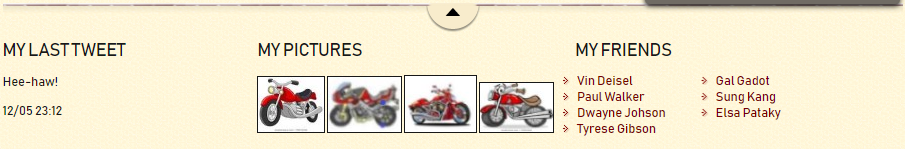 MY LAST TWEET
Hee-haw!
12/05 23:12
MY PICTURES
MY FRIENDS
Vin Deisel
Paul Walker
Dwayne Johson
Tyrese Gibson
Gal Gadot
Sung Kang
Elsa Pataky